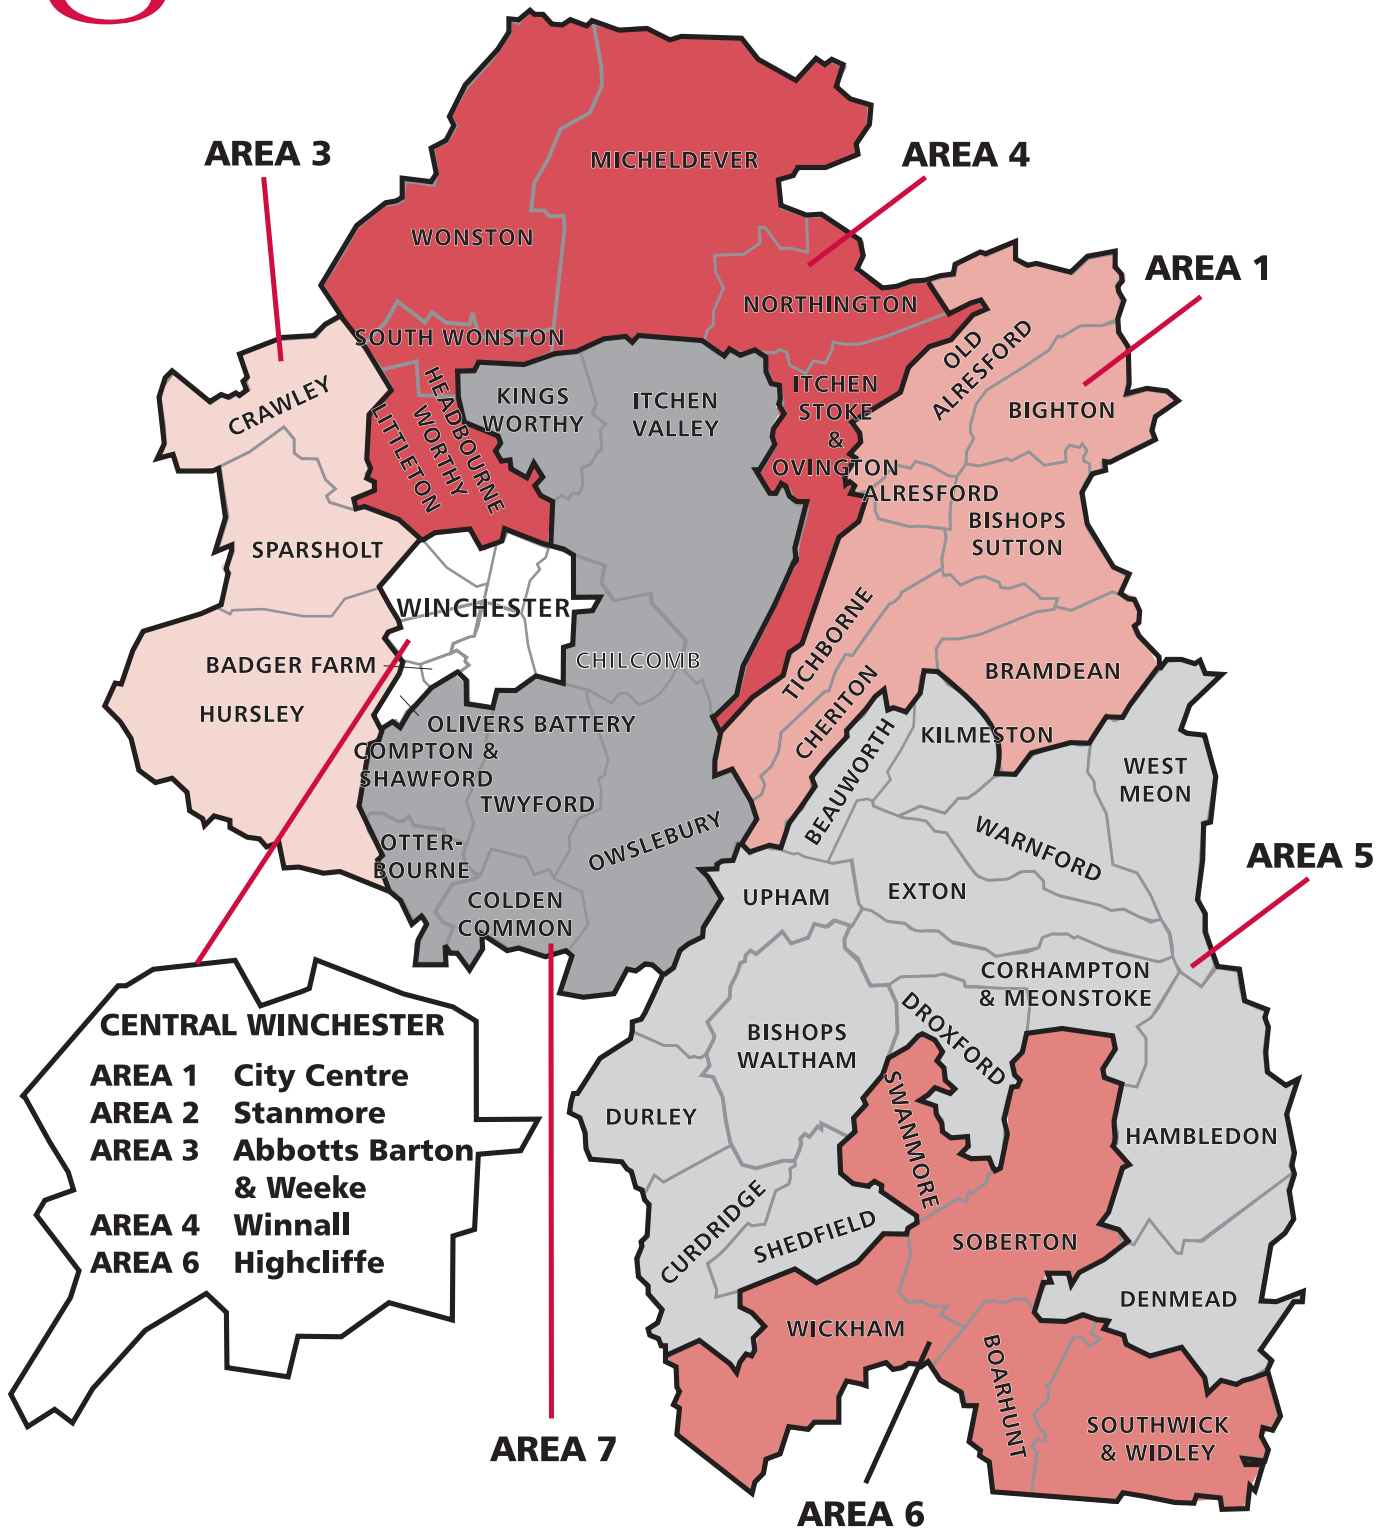 AREA 3
MICHELDEVER
AREA 4
WONSTON
AREA 1
NORTHINGTON
SOUTH WONSTON
OLD
ALRESFORD
CRAWLEY
HEADBOURNE
WORTHY
LITTLETON
KINGS
WORTHY
ITCHEN
VALLEY
ITCHEN
STOKE
&
OVINGTON
BIGHTON
ALRESFORD
BISHOPS
SUTTON
SPARSHOLT
WINCHESTER
TICHBORNE
CHILCOMB
BADGER FARM
BRAMDEAN
HURSLEY
CHERITON
OLIVERS BATTERY
KILMESTON
COMPTON &
SHAWFORD
BEAUWORTH
WEST
MEON
TWYFORD
OWSLEBURY
WARNFORD
OTTER-
BOURNE
AREA 5
UPHAM
EXTON
COLDEN
COMMON
CORHAMPTON
& MEONSTOKE
DROXFORD
BISHOPS
WALTHAM
CENTRAL WINCHESTER
AREA 1 City Centre
AREA 2 Stanmore
AREA 3 Abbotts Barton
& Weeke
AREA 4 Winnall
AREA 6 Highcliffe
DURLEY
SWANMORE
HAMBLEDON
CURDRIDGE
SHEDFIELD
SOBERTON
DENMEAD
WICKHAM
BOARHUNT
SOUTHWICK
& WIDLEY
AREA 7
AREA 6